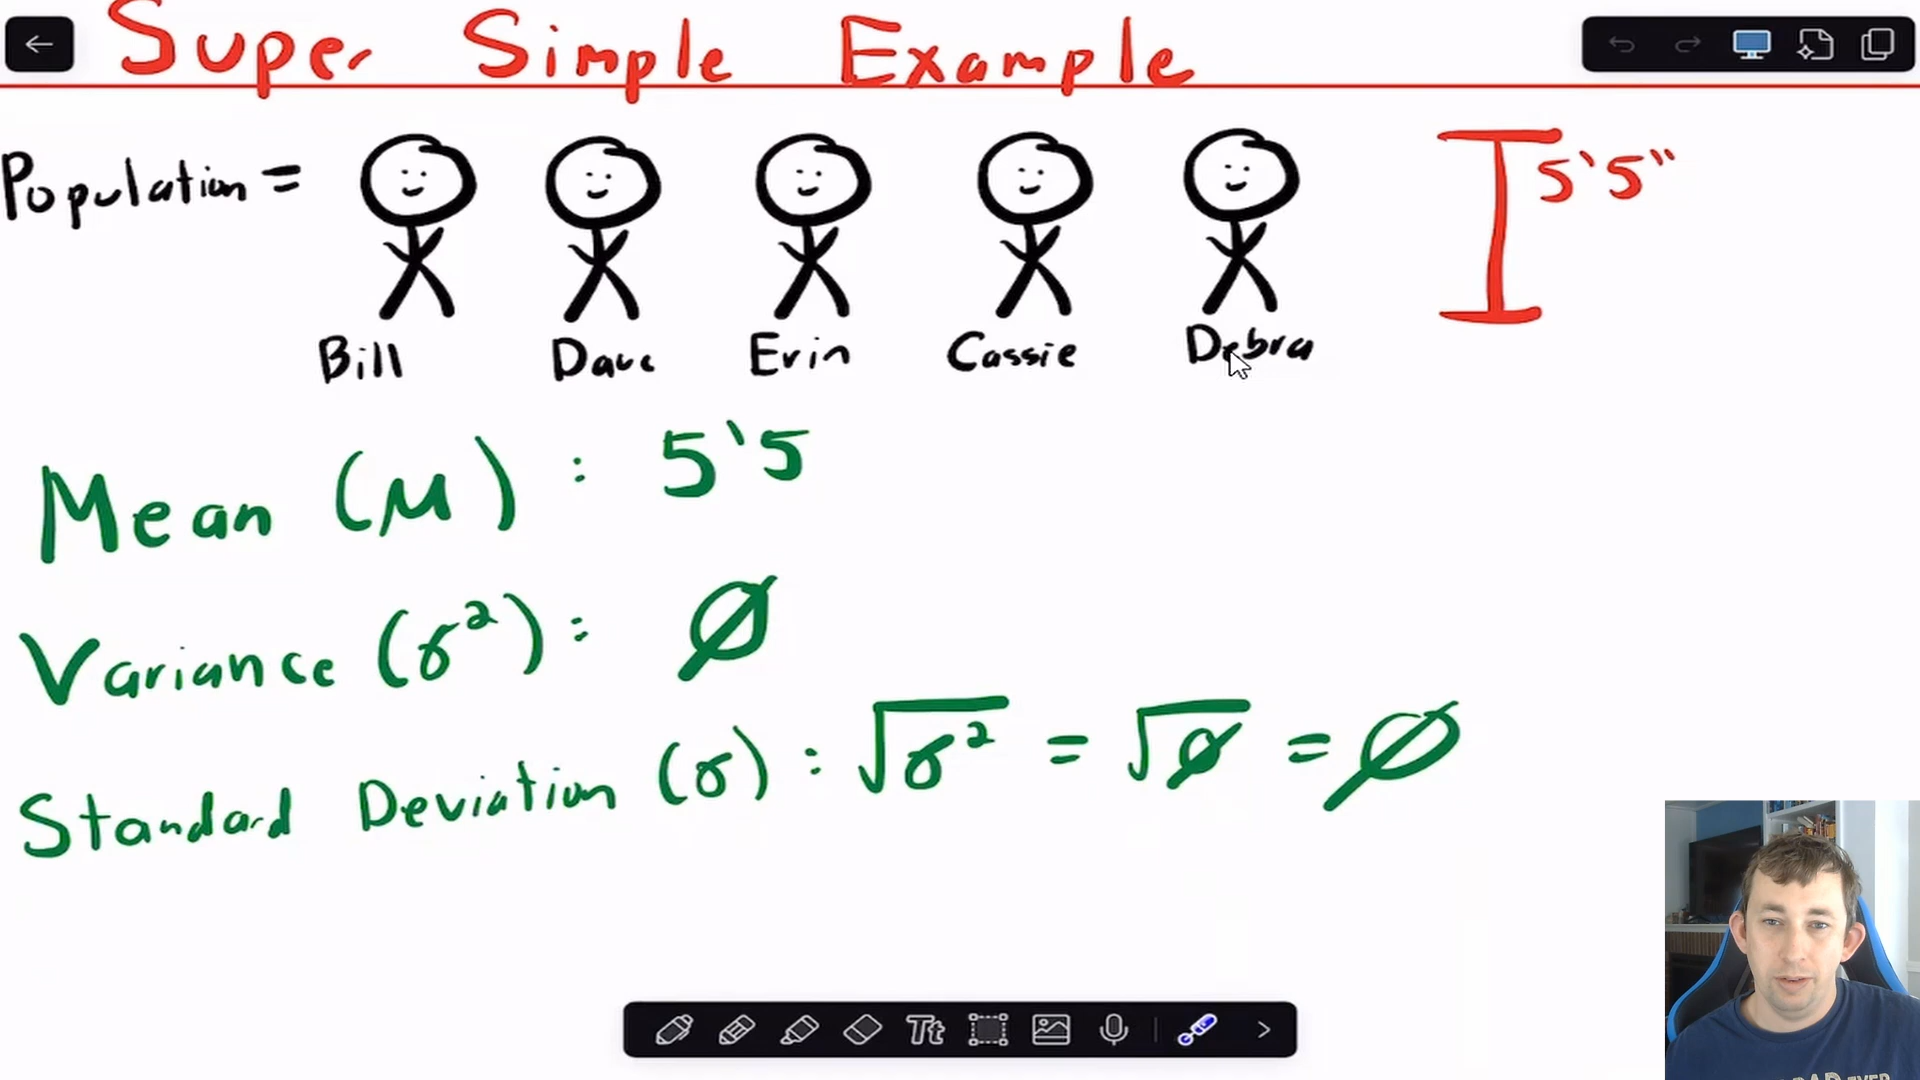 Super Simple Example
Population =
5'5"
Bill Dave Erin Cassie Debra
Mean (μ) : 5'5
Variance (σ²) : Ø
Standard Deviation (σ) : √σ² = √Ø = Ø
Tt